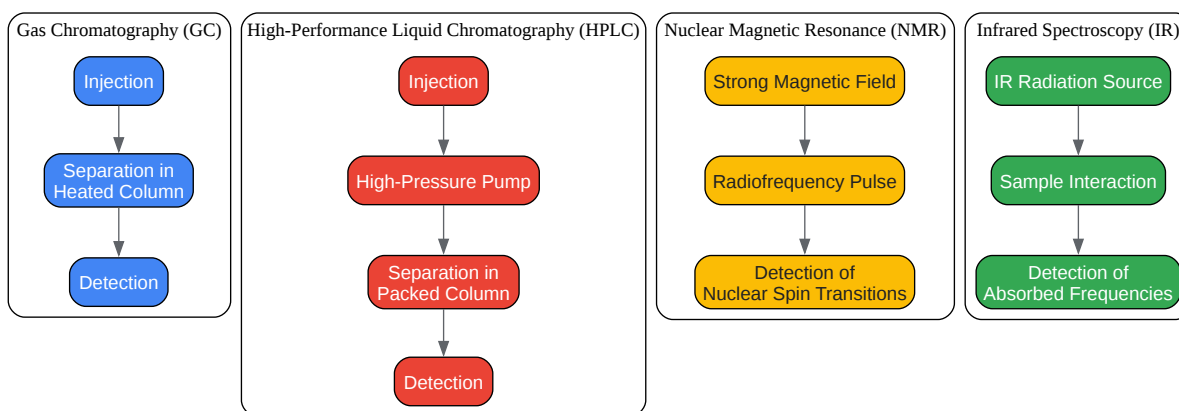 Gas Chromatography (GC)
Injection
Separation in
Heated Column
Detection
High-Performance Liquid Chromatography (HPLC)
Injection
High-Pressure Pump
Separation in
Packed Column
Detection
Nuclear Magnetic Resonance (NMR)
Strong Magnetic Field
Radiofrequency Pulse
Detection of
Nuclear Spin Transitions
Infrared Spectroscopy (IR)
IR Radiation Source
Sample Interaction
Detection of
Absorbed Frequencies